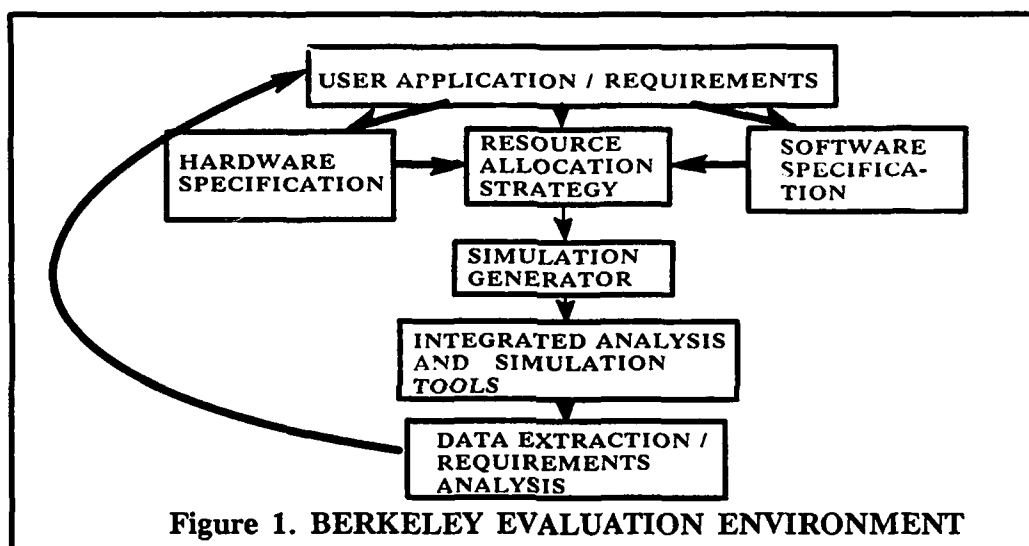 USER APPLICATION / REQUIREMENTS
HARDWARE
SPECIFICATION
RESOURCE
ALLOCATION
STRATEGY
SOFTWARE
SPECIFICA-
TION
SIMULATION
GENERATOR
INTEGRATED ANALYSIS
AND SIMULATION
TOOLS
DATA EXTRACTION /
REQUIREMENTS
ANALYSIS
Figure 1. BERKELEY EVALUATION ENVIRONMENT